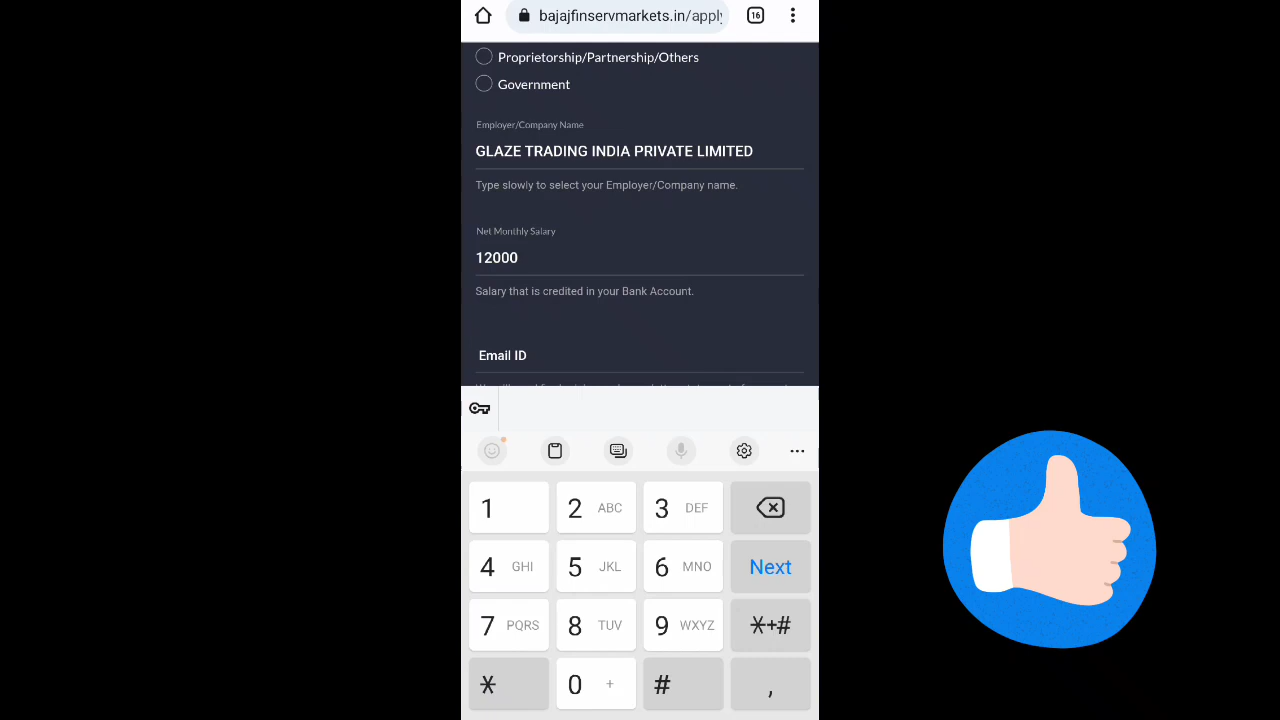 bajajfinservmarkets.in/apply
16
Proprietorship/Partnership/Others
Government
Employer/Company Name
GLAZE TRADING INDIA PRIVATE LIMITED
Type slowly to select your Employer/Company name.
Net Monthly Salary
12000
Salary that is credited in your Bank Account.
Email ID
1
2 ABC
3 DEF
4 GHI
5 JKL
6 MNO
Next
7 PQRS
8 TUV
9 WXYZ
*+#
*
0 +
#
,